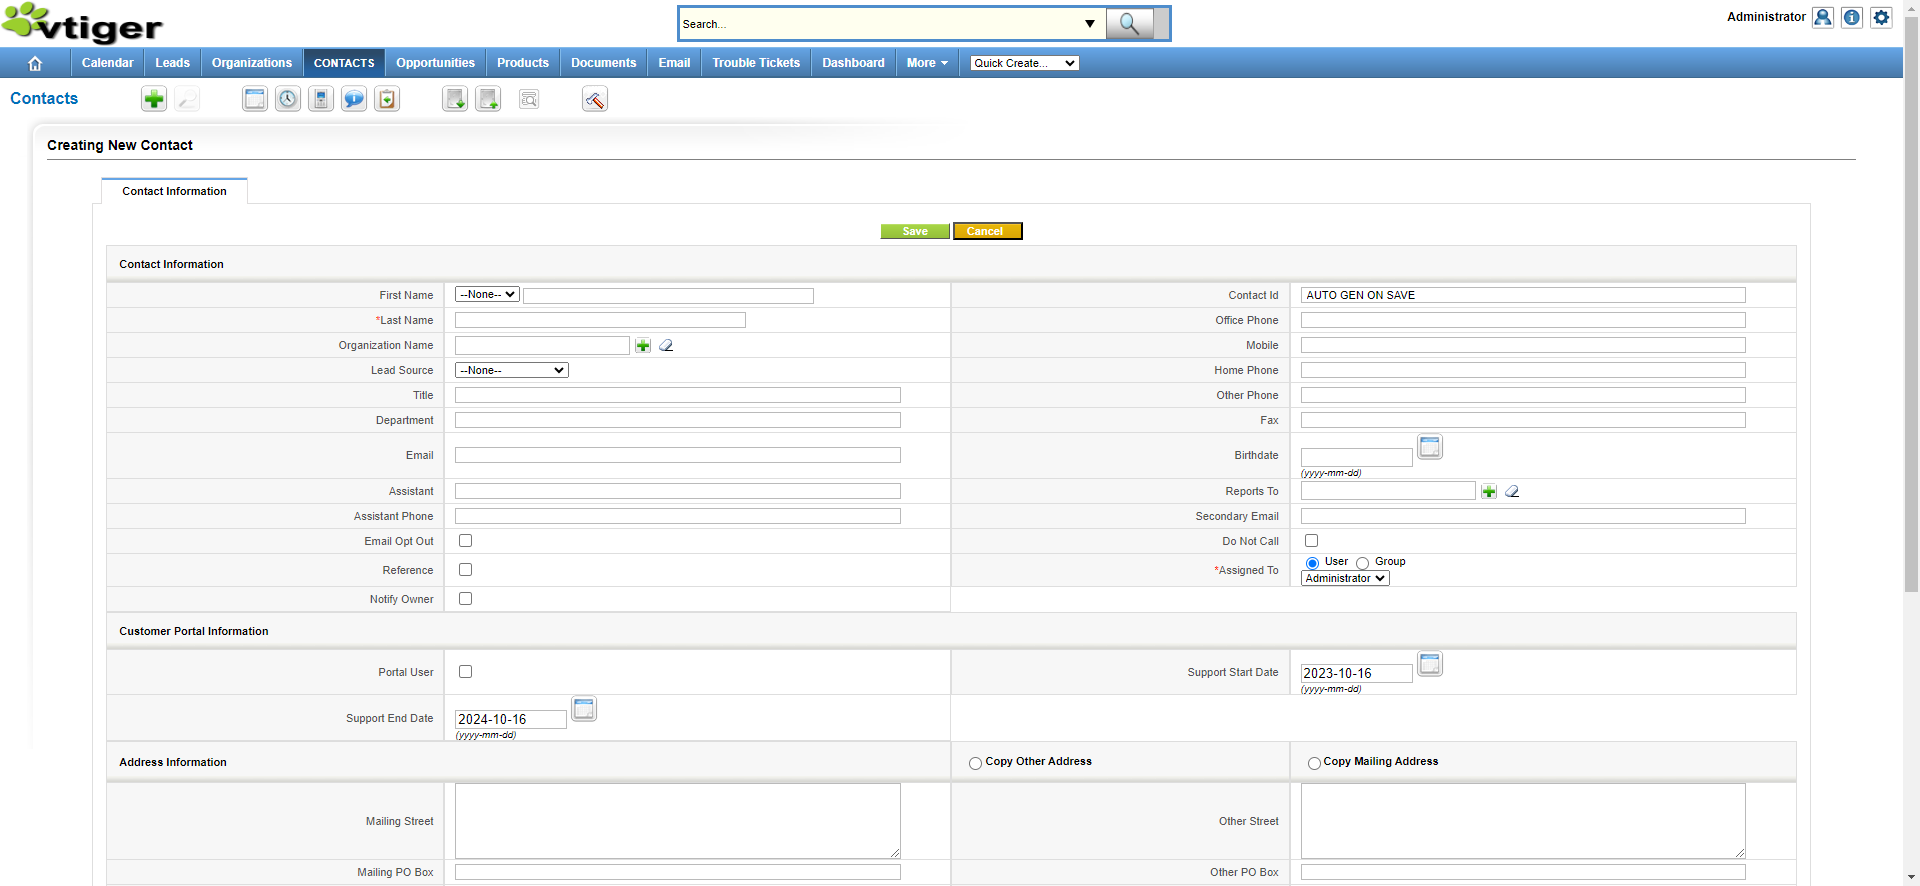 vtiger
Search...
Administrator
Calendar
Leads
Organizations
CONTACTS
Opportunities
Products
Documents
Email
Trouble Tickets
Dashboard
More
Quick Create...
Contacts
Creating New Contact
Contact Information
Save
Cancel
Contact Information
First Name
--None--
Contact Id
AUTO GEN ON SAVE
*Last Name
Office Phone
Organization Name
Mobile
Lead Source
--None--
Home Phone
Title
Other Phone
Department
Fax
Email
Birthdate
(yyyy-mm-dd)
Assistant
Reports To
Assistant Phone
Secondary Email
Email Opt Out
Do Not Call
Reference
*Assigned To
User
Group
Administrator
Notify Owner
Customer Portal Information
Portal User
Support Start Date
2023-10-16
(yyyy-mm-dd)
Support End Date
2024-10-16
(yyyy-mm-dd)
Address Information
Copy Other Address
Copy Mailing Address
Mailing Street
Other Street
Mailing PO Box
Other PO Box